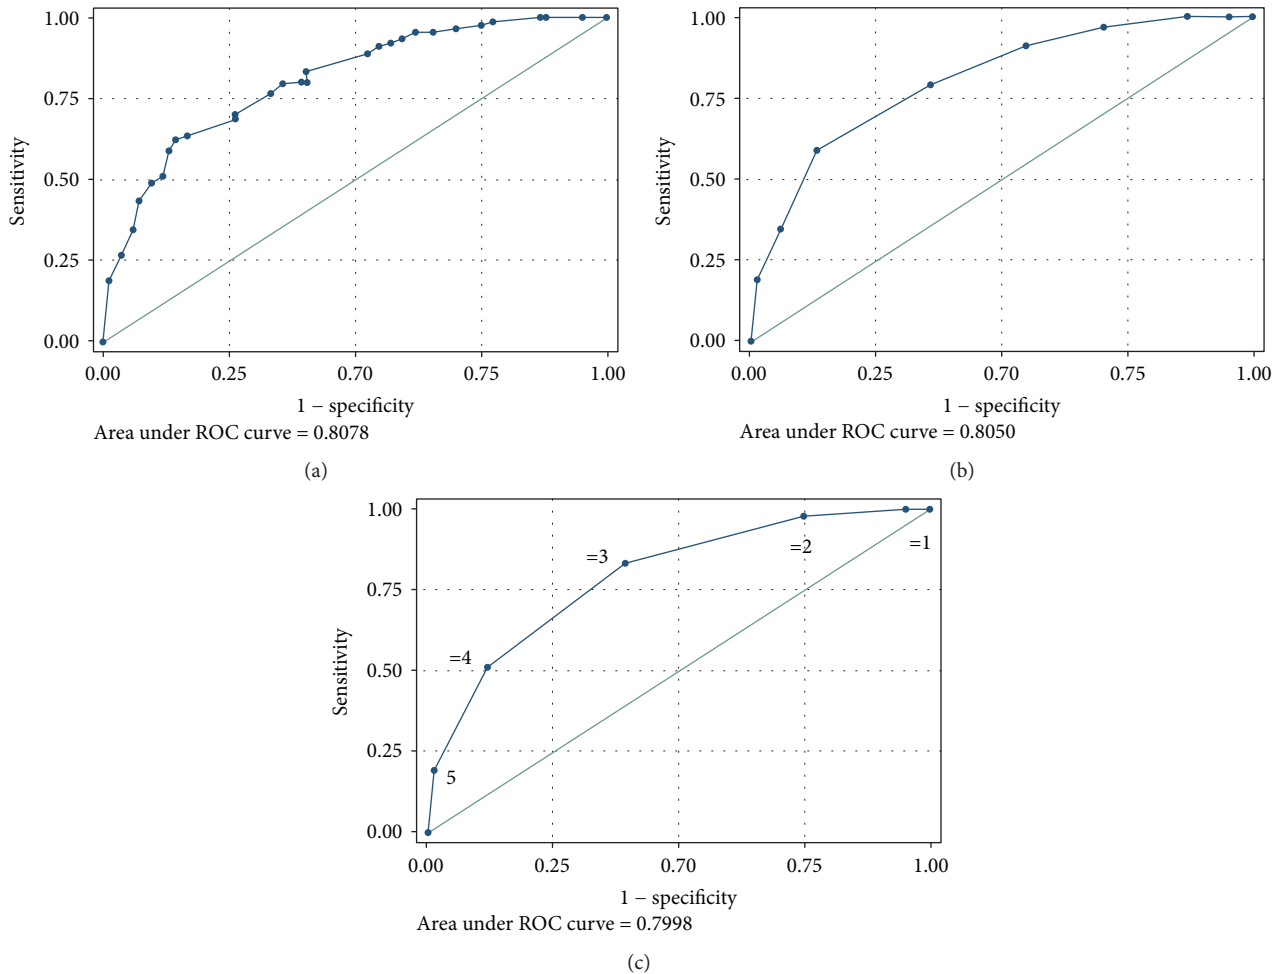 1.00
0.75
0.50
0.25
0.00
Sensitivity
0.00 0.25 0.70 0.75 1.00
1 − specificity
Area under ROC curve = 0.8078
(a)
1.00
0.75
0.50
0.25
0.00
Sensitivity
0.00 0.25 0.70 0.75 1.00
1 − specificity
Area under ROC curve = 0.8050
(b)
1.00
0.75
0.50
0.25
0.00
Sensitivity
=1
=2
=3
=4
5
0.00 0.25 0.70 0.75 1.00
1 − specificity
Area under ROC curve = 0.7998
(c)